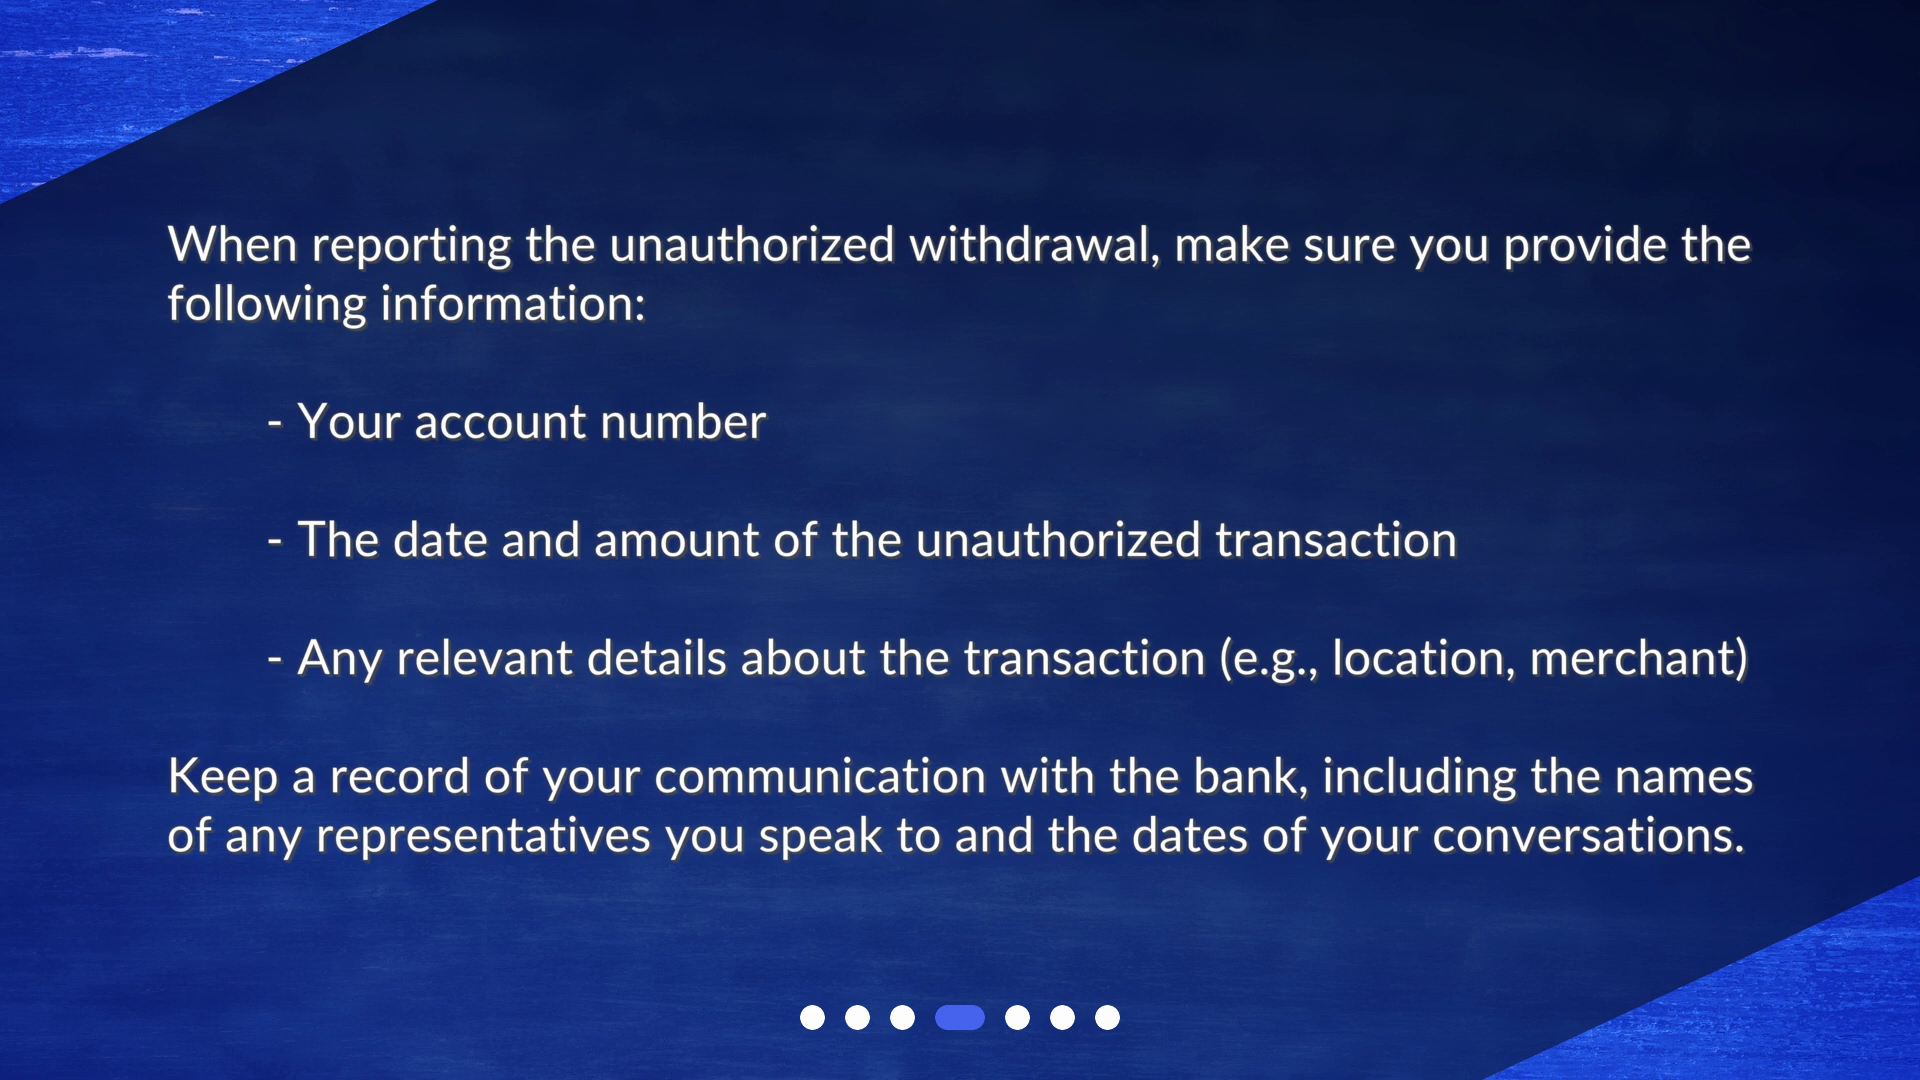 When reporting the unauthorized withdrawal, make sure you provide the
following information:
- Your account number
- The date and amount of the unauthorized transaction
- Any relevant details about the transaction (e.g., location, merchant)
Keep a record of your communication with the bank, including the names
of any representatives you speak to and the dates of your conversations.